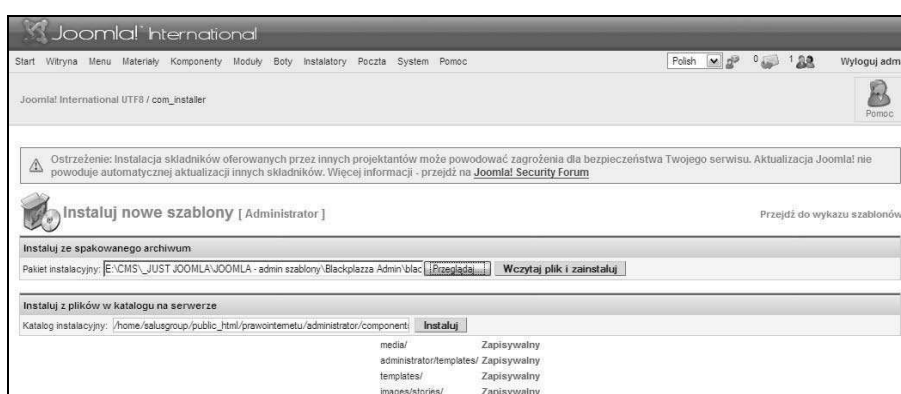 Joomla! International
Start Witryna Menu Materiały Komponenty Moduły Boty Instalatory Poczta System Pomoc Polish 0 1 Wyloguj adm
Joomla! International UTF8 / com_installer
Pomoc
Ostrzeżenie: Instalacja składników oferowanych przez innych projektantów może powodować zagrożenia dla bezpieczeństwa Twojego serwisu. Aktualizacja Joomla! nie
powoduje automatycznej aktualizacji innych składników. Więcej informacji - przejdź na Joomla! Security Forum
Instaluj nowe szablony [ Administrator ] Przejdź do wykazu szablonów
Instaluj ze spakowanego archiwum
Pakiet instalacyjny: E:\CMS\_JUST JOOMLA\JOOMLA - admin szablony\Blackplazza Admin\blac Przeglądaj... Wczytaj plik i zainstaluj
Instaluj z plików w katalogu na serwerze
Katalog instalacyjny: /home/salusgroup/public_html/prawointernetu/administrator/component Instaluj
media/ Zapisywalny
administrator/templates/ Zapisywalny
templates/ Zapisywalny
images/stories/ Zapisywalny